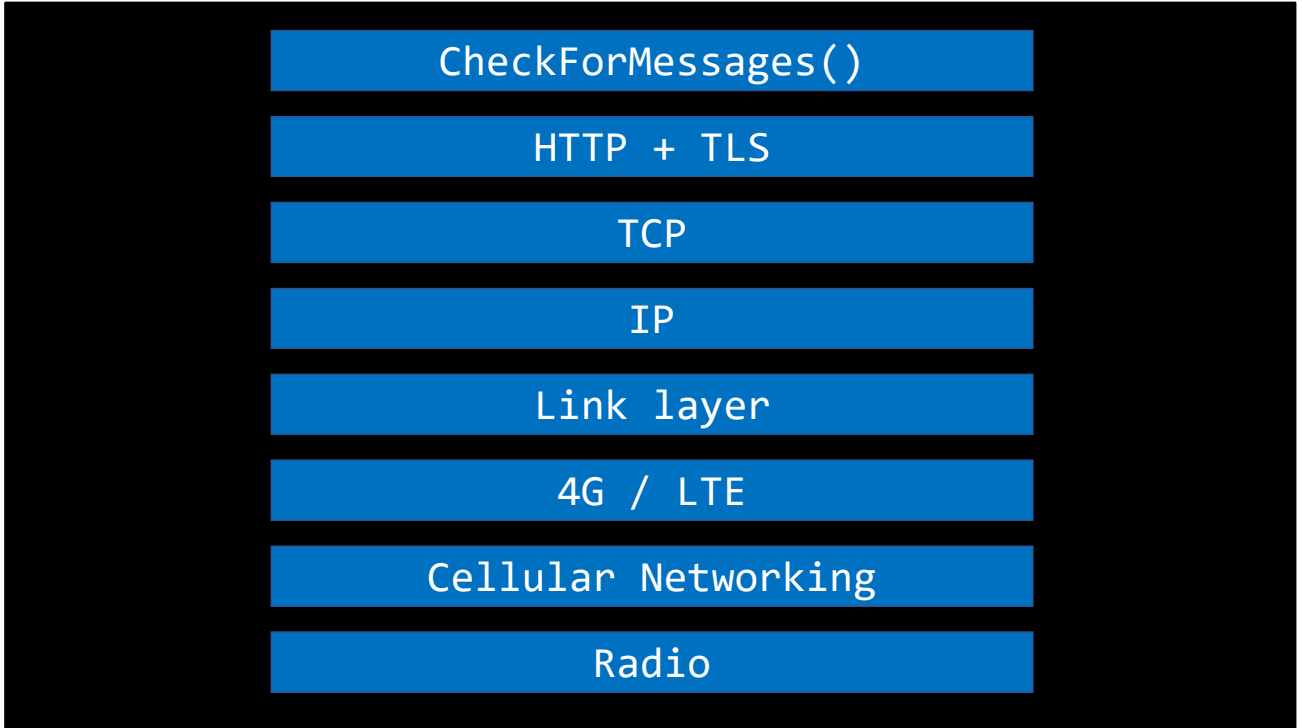 CheckForMessages()
HTTP + TLS
TCP
IP
Link layer
4G / LTE
Cellular Networking
Radio